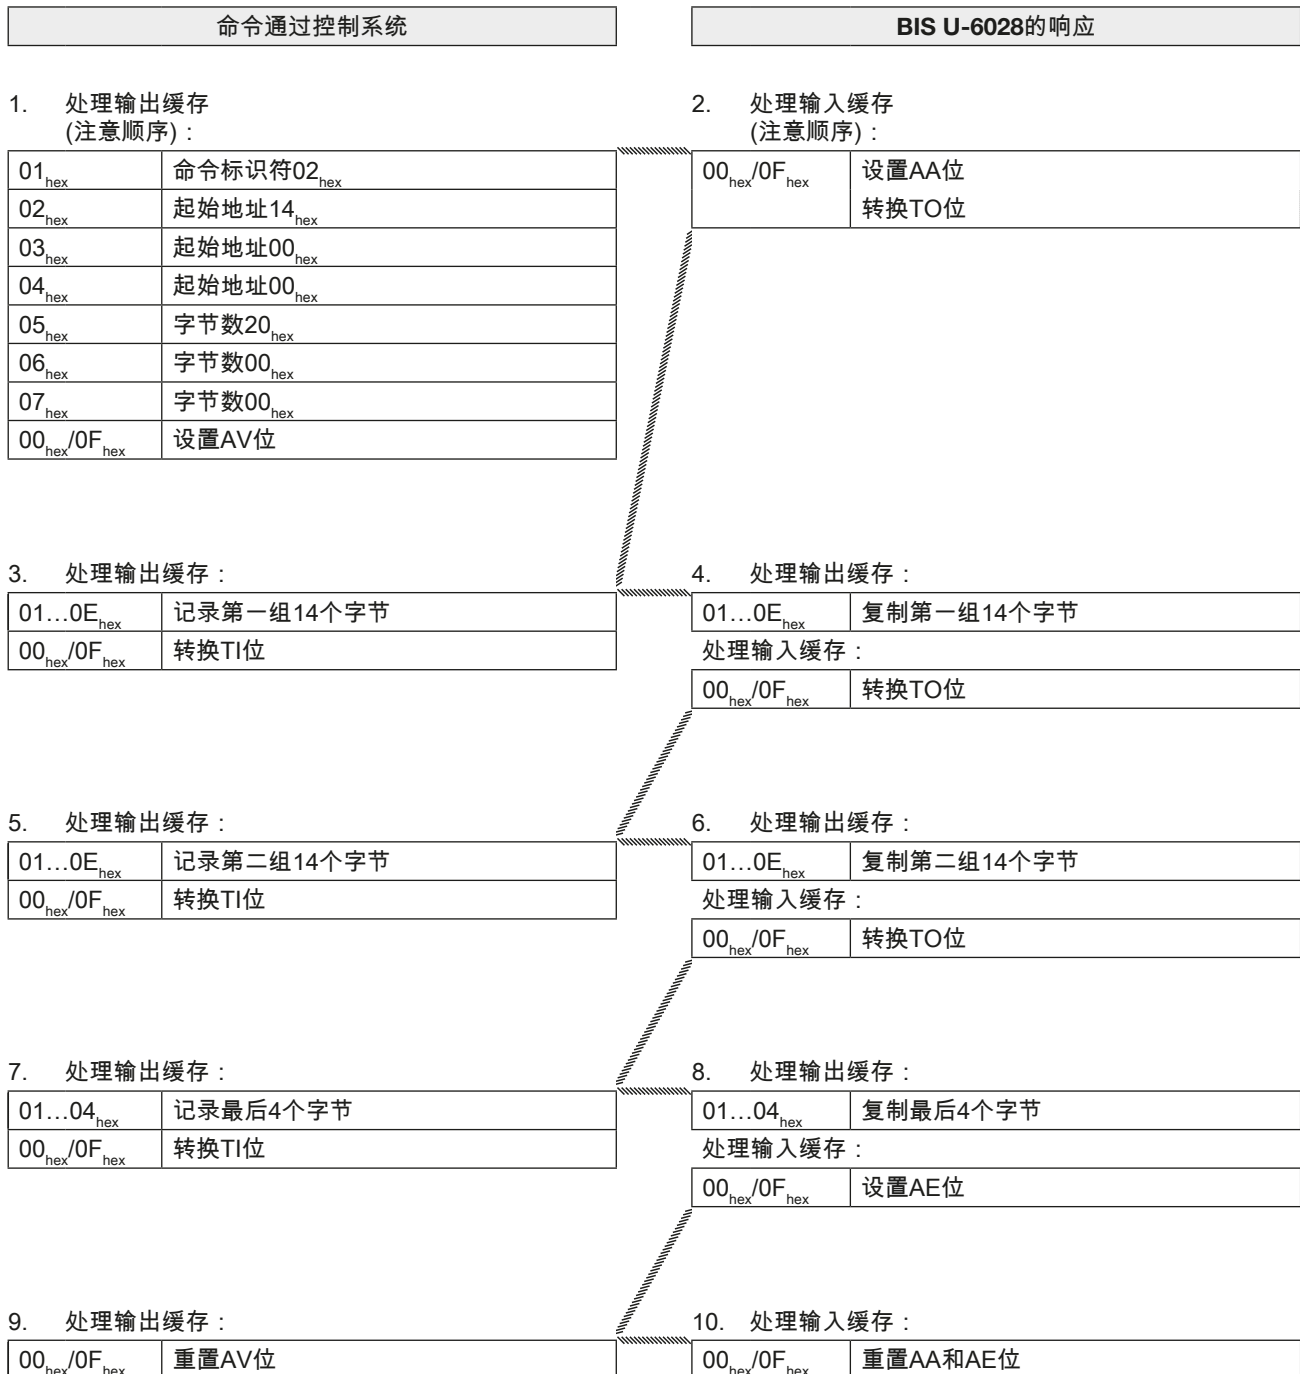 命令通过控制系统
BIS U-6028的响应
1. 处理输出缓存
(注意顺序)：
01hex 命令标识符02hex
02hex 起始地址14hex
03hex 起始地址00hex
04hex 起始地址00hex
05hex 字节数20hex
06hex 字节数00hex
07hex 字节数00hex
00hex/0Fhex 设置AV位
2. 处理输入缓存
(注意顺序)：
00hex/0Fhex 设置AA位
转换TO位
3. 处理输出缓存：
01…0Ehex 记录第一组14个字节
00hex/0Fhex 转换TI位
4. 处理输出缓存：
01…0Ehex 复制第一组14个字节
处理输入缓存：
00hex/0Fhex 转换TO位
5. 处理输出缓存：
01…0Ehex 记录第二组14个字节
00hex/0Fhex 转换TI位
6. 处理输出缓存：
01…0Ehex 复制第二组14个字节
处理输入缓存：
00hex/0Fhex 转换TO位
7. 处理输出缓存：
01…04hex 记录最后4个字节
00hex/0Fhex 转换TI位
8. 处理输出缓存：
01…04hex 复制最后4个字节
处理输入缓存：
00hex/0Fhex 设置AE位
9. 处理输出缓存：
00hex/0Fhex 重置AV位
10. 处理输入缓存：
00hex/0Fhex 重置AA和AE位